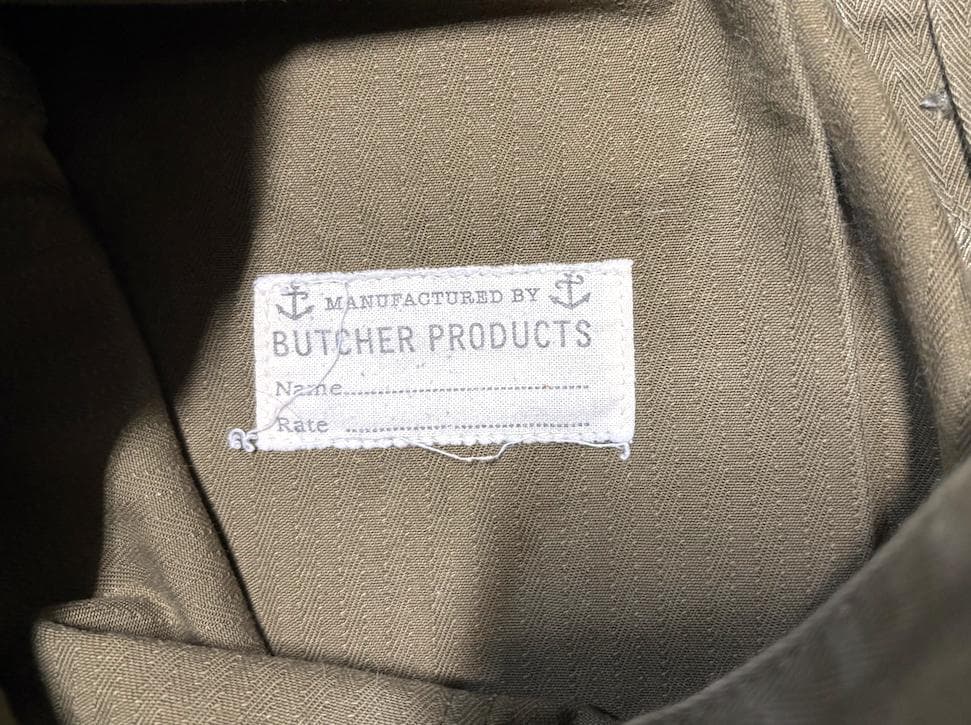 MANUFACTURED BY
BUTCHER PRODUCTS
Name..............................................
Rate ..............................................